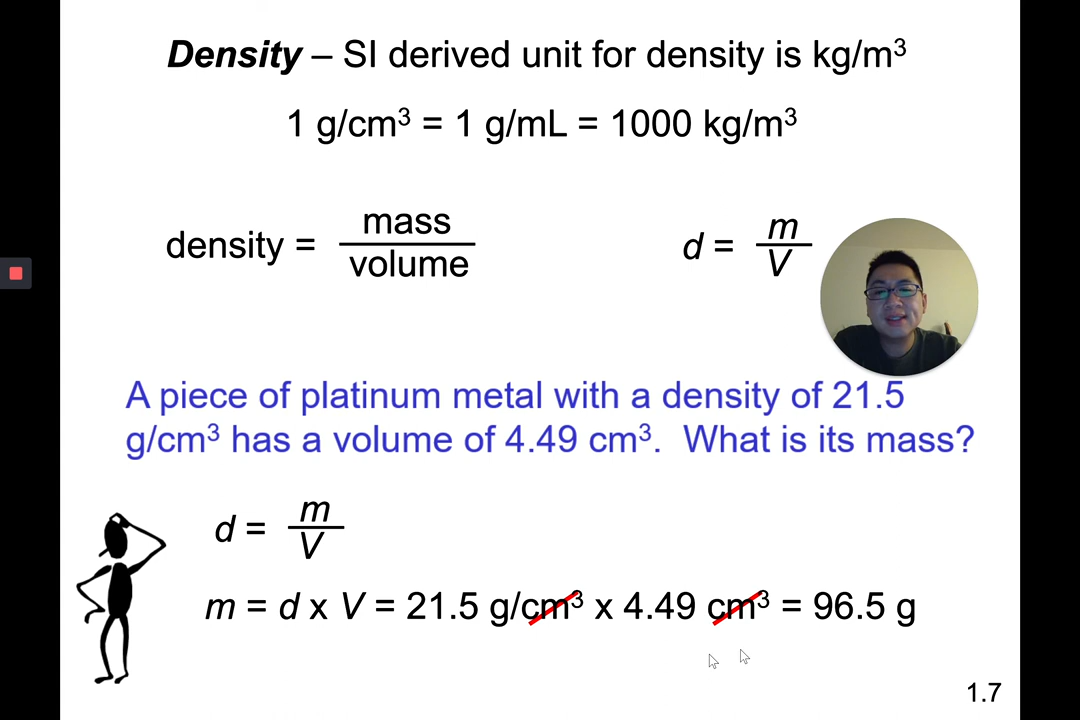 Density – SI derived unit for density is kg/m³
1 g/cm³ = 1 g/mL = 1000 kg/m³
density = mass / volume
d = m / V
A piece of platinum metal with a density of 21.5
g/cm³ has a volume of 4.49 cm³. What is its mass?
d = m / V
m = d x V = 21.5 g/cm³ x 4.49 cm³ = 96.5 g
1.7